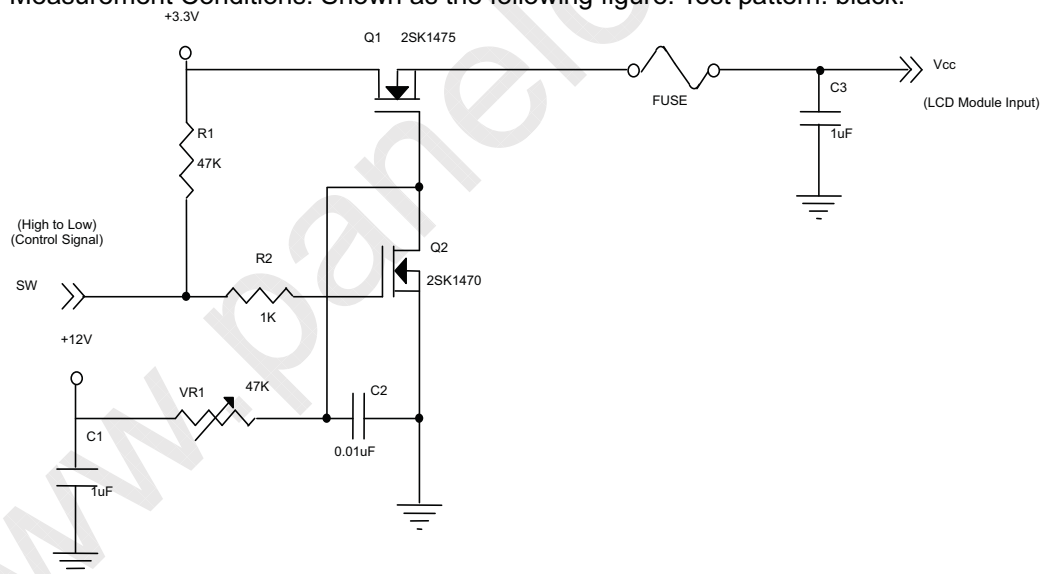 Measurement Conditions: Shown as the following figure. Test pattern: black.
+3.3V
Q1 2SK1475
Vcc
FUSE
C3
(LCD Module Input)
1uF
R1
47K
(High to Low)
(Control Signal)
Q2
R2
2SK1470
SW
1K
+12V
VR1
47K
C2
C1
0.01uF
1uF
www.panelo